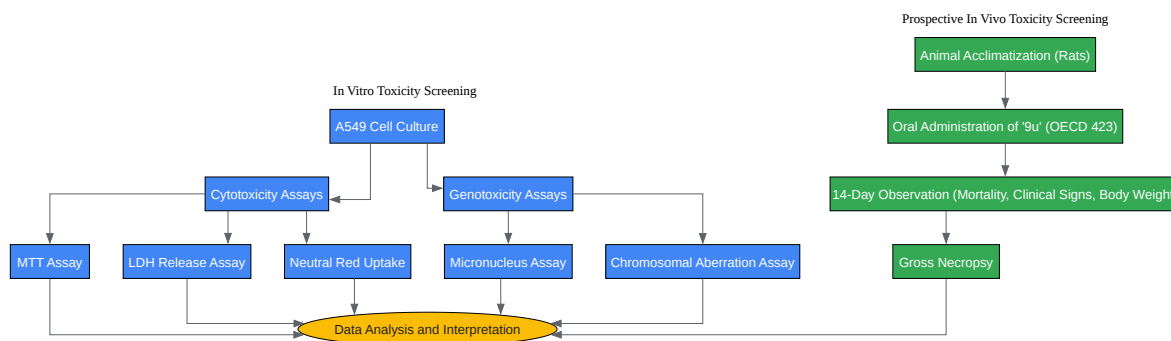 Prospective In Vivo Toxicity Screening
Animal Acclimatization (Rats)
In Vitro Toxicity Screening
A549 Cell Culture
Oral Administration of '9u' (OECD 423)
Cytotoxicity Assays
Genotoxicity Assays
14-Day Observation (Mortality, Clinical Signs, Body Weight
MTT Assay
LDH Release Assay
Neutral Red Uptake
Micronucleus Assay
Chromosomal Aberration Assay
Gross Necropsy
Data Analysis and Interpretation